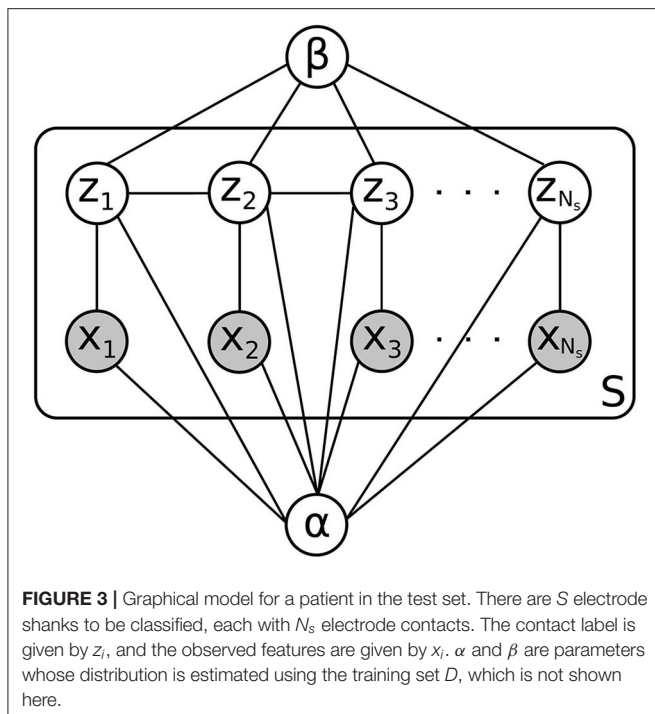 β
Z₁ Z₂ Z₃ · · · Z_Nₛ
X₁ X₂ X₃ · · · X_Nₛ
S
α
FIGURE 3 | Graphical model for a patient in the test set. There are S electrode
shanks to be classified, each with Nₛ electrode contacts. The contact label is
given by zᵢ, and the observed features are given by xᵢ. α and β are parameters
whose distribution is estimated using the training set D, which is not shown
here.